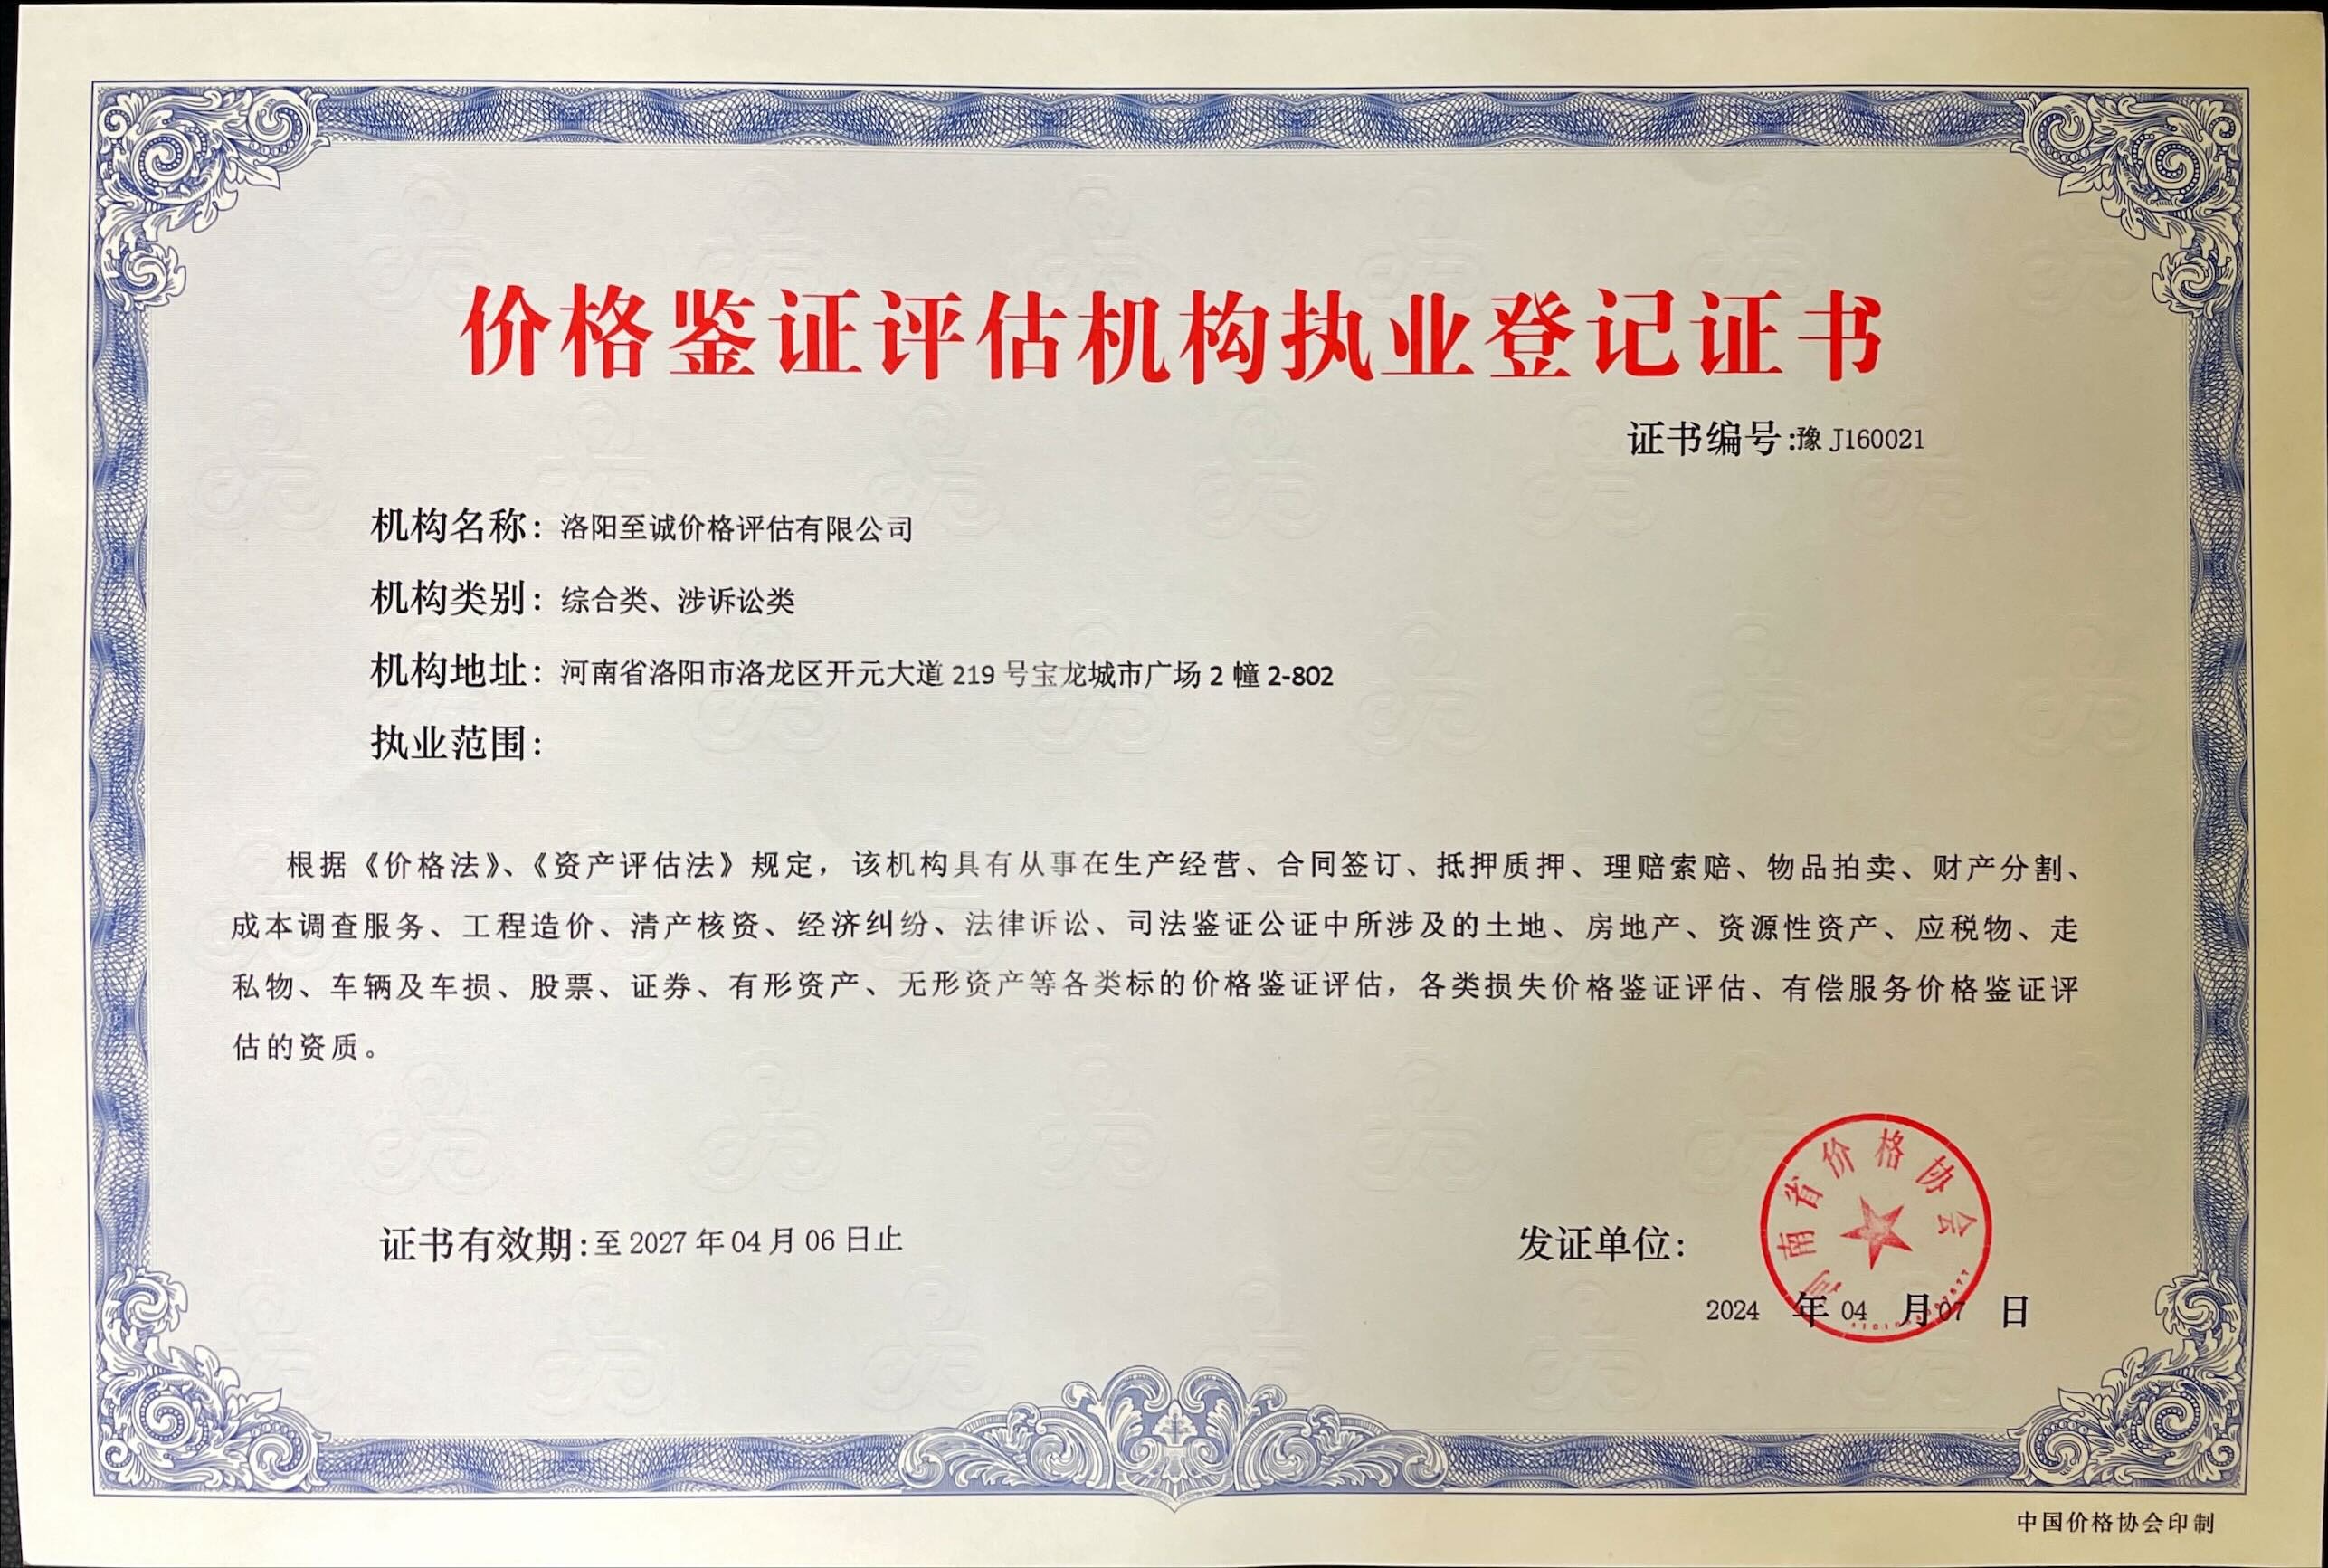 价格鉴证评估机构执业登记证书
证书编号:豫 J160021
机构名称：洛阳至诚价格评估有限公司
机构类别：综合类、涉诉讼类
机构地址：河南省洛阳市洛龙区开元大道 219 号宝龙城市广场 2 幢 2-802
执业范围：
根据《价格法》、《资产评估法》规定，该机构具有从事在生产经营、合同签订、抵押质押、理赔索赔、物品拍卖、财产分割、
成本调查服务、工程造价、清产核资、经济纠纷、法律诉讼、司法鉴证公证中所涉及的土地、房地产、资源性资产、应税物、走
私物、车辆及车损、股票、证券、有形资产、无形资产等各类标的价格鉴证评估，各类损失价格鉴证评估、有偿服务价格鉴证评
估的资质。
证书有效期:至 2027 年 04 月 06 日止
发证单位：
河南省价格协会
2024 年 04 月 07 日
中国价格协会印制